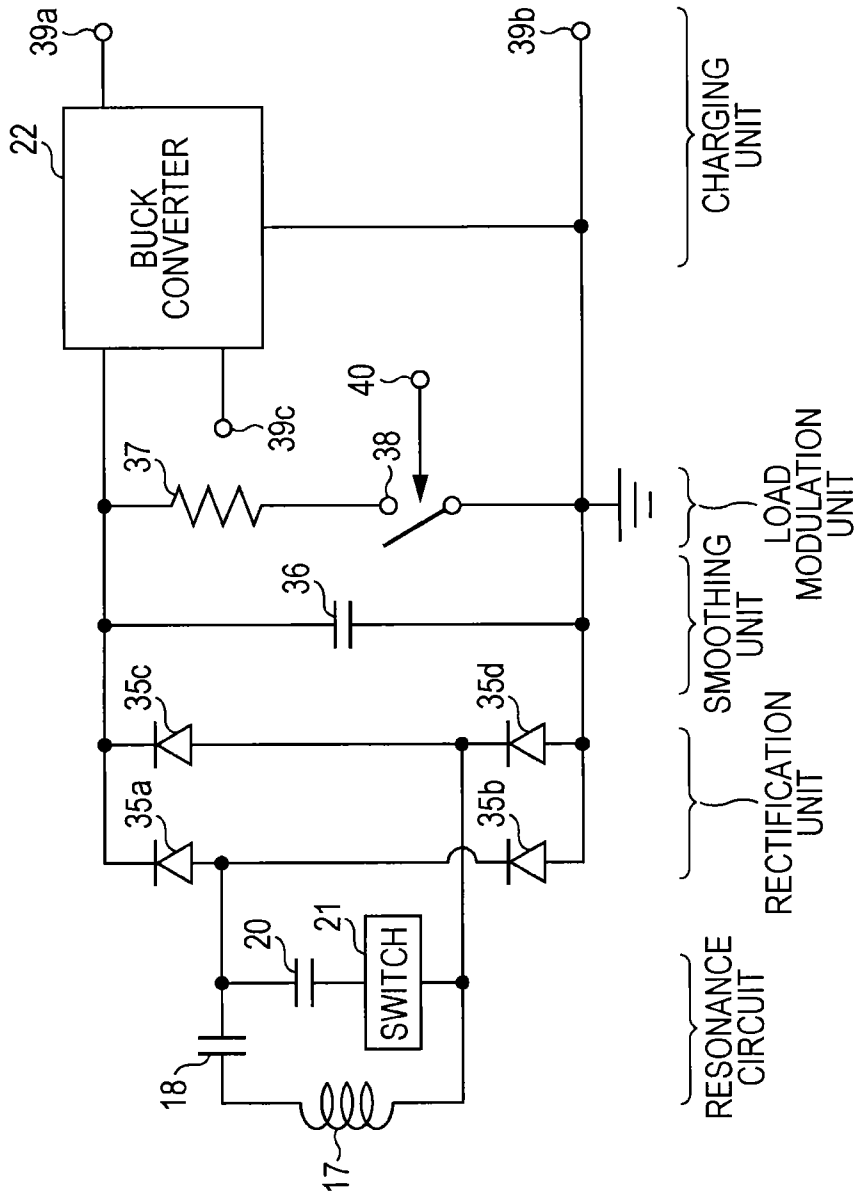 39a
22
BUCK
CONVERTER
39b
39c
37
38
40
36
35c
35a
35d
35b
20
21
SWITCH
18
17
RESONANCE
CIRCUIT
RECTIFICATION
UNIT
SMOOTHING
UNIT
LOAD
MODULATION
UNIT
CHARGING
UNIT